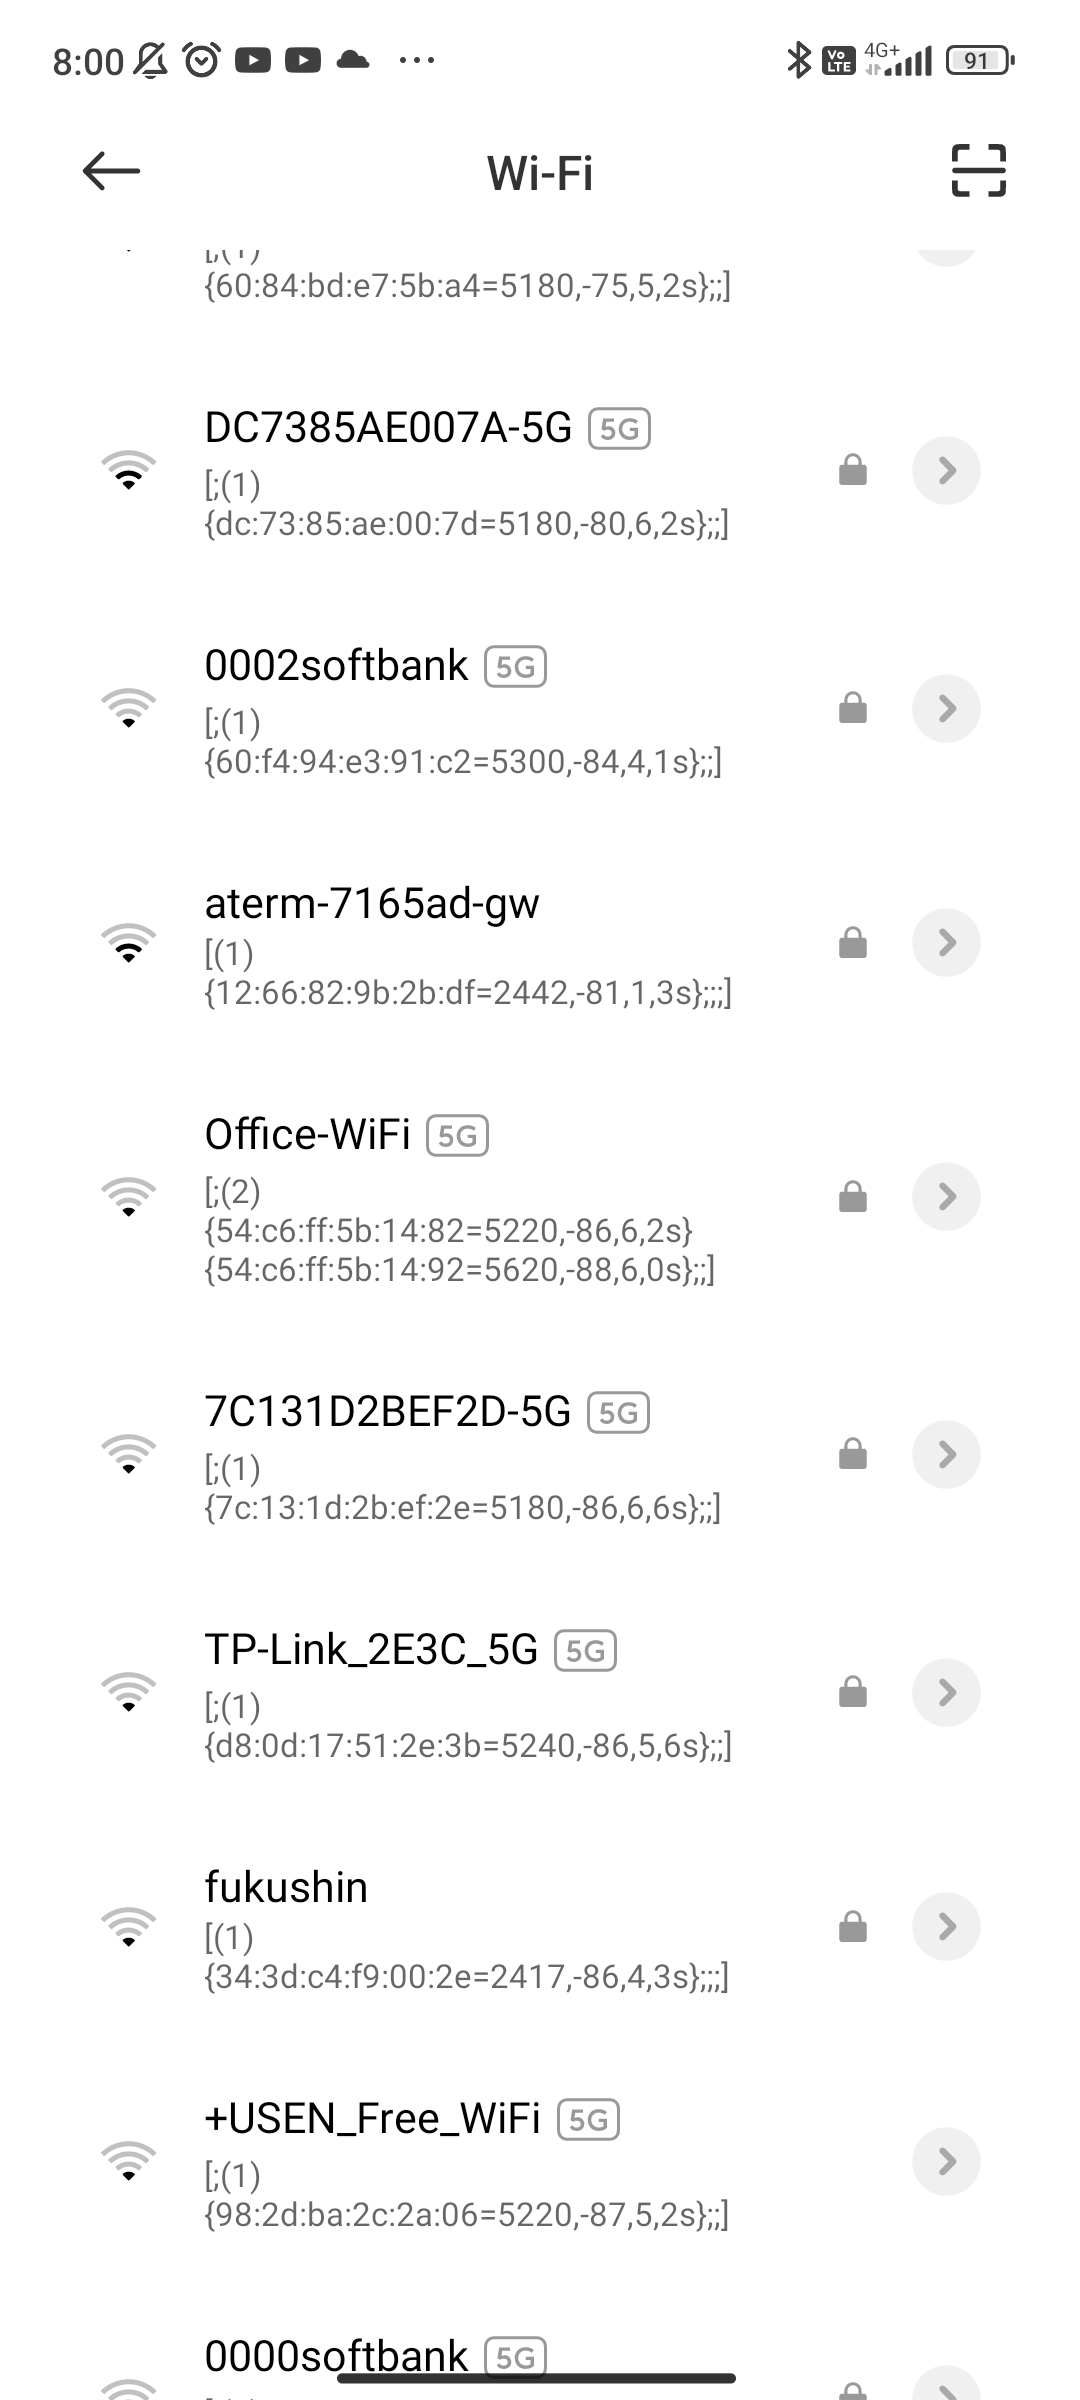 8:00
4G+
Vo
LTE
91
Wi-Fi
[;(1)
{60:84:bd:e7:5b:a4=5180,-75,5,2s};;]
DC7385AE007A-5G 5G
[;(1)
{dc:73:85:ae:00:7d=5180,-80,6,2s};;]
0002softbank 5G
[;(1)
{60:f4:94:e3:91:c2=5300,-84,4,1s};;]
aterm-7165ad-gw
[(1)
{12:66:82:9b:2b:df=2442,-81,1,3s};;;]
Office-WiFi 5G
[;(2)
{54:c6:ff:5b:14:82=5220,-86,6,2s}
{54:c6:ff:5b:14:92=5620,-88,6,0s};;]
7C131D2BEF2D-5G 5G
[;(1)
{7c:13:1d:2b:ef:2e=5180,-86,6,6s};;]
TP-Link_2E3C_5G 5G
[;(1)
{d8:0d:17:51:2e:3b=5240,-86,5,6s};;]
fukushin
[(1)
{34:3d:c4:f9:00:2e=2417,-86,4,3s};;;]
+USEN_Free_WiFi 5G
[;(1)
{98:2d:ba:2c:2a:06=5220,-87,5,2s};;]
0000softbank 5G